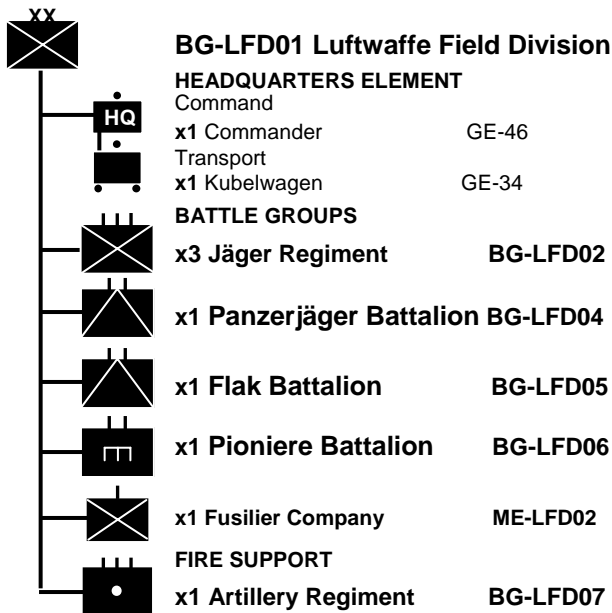 XX
BG-LFD01 Luftwaffe Field Division
HEADQUARTERS ELEMENT
Command
HQ
x1 Commander GE-46
Transport
x1 Kubelwagen GE-34
BATTLE GROUPS
x3 Jäger Regiment BG-LFD02
x1 Panzerjäger Battalion BG-LFD04
x1 Flak Battalion BG-LFD05
x1 Pioniere Battalion BG-LFD06
x1 Fusilier Company ME-LFD02
FIRE SUPPORT
x1 Artillery Regiment BG-LFD07